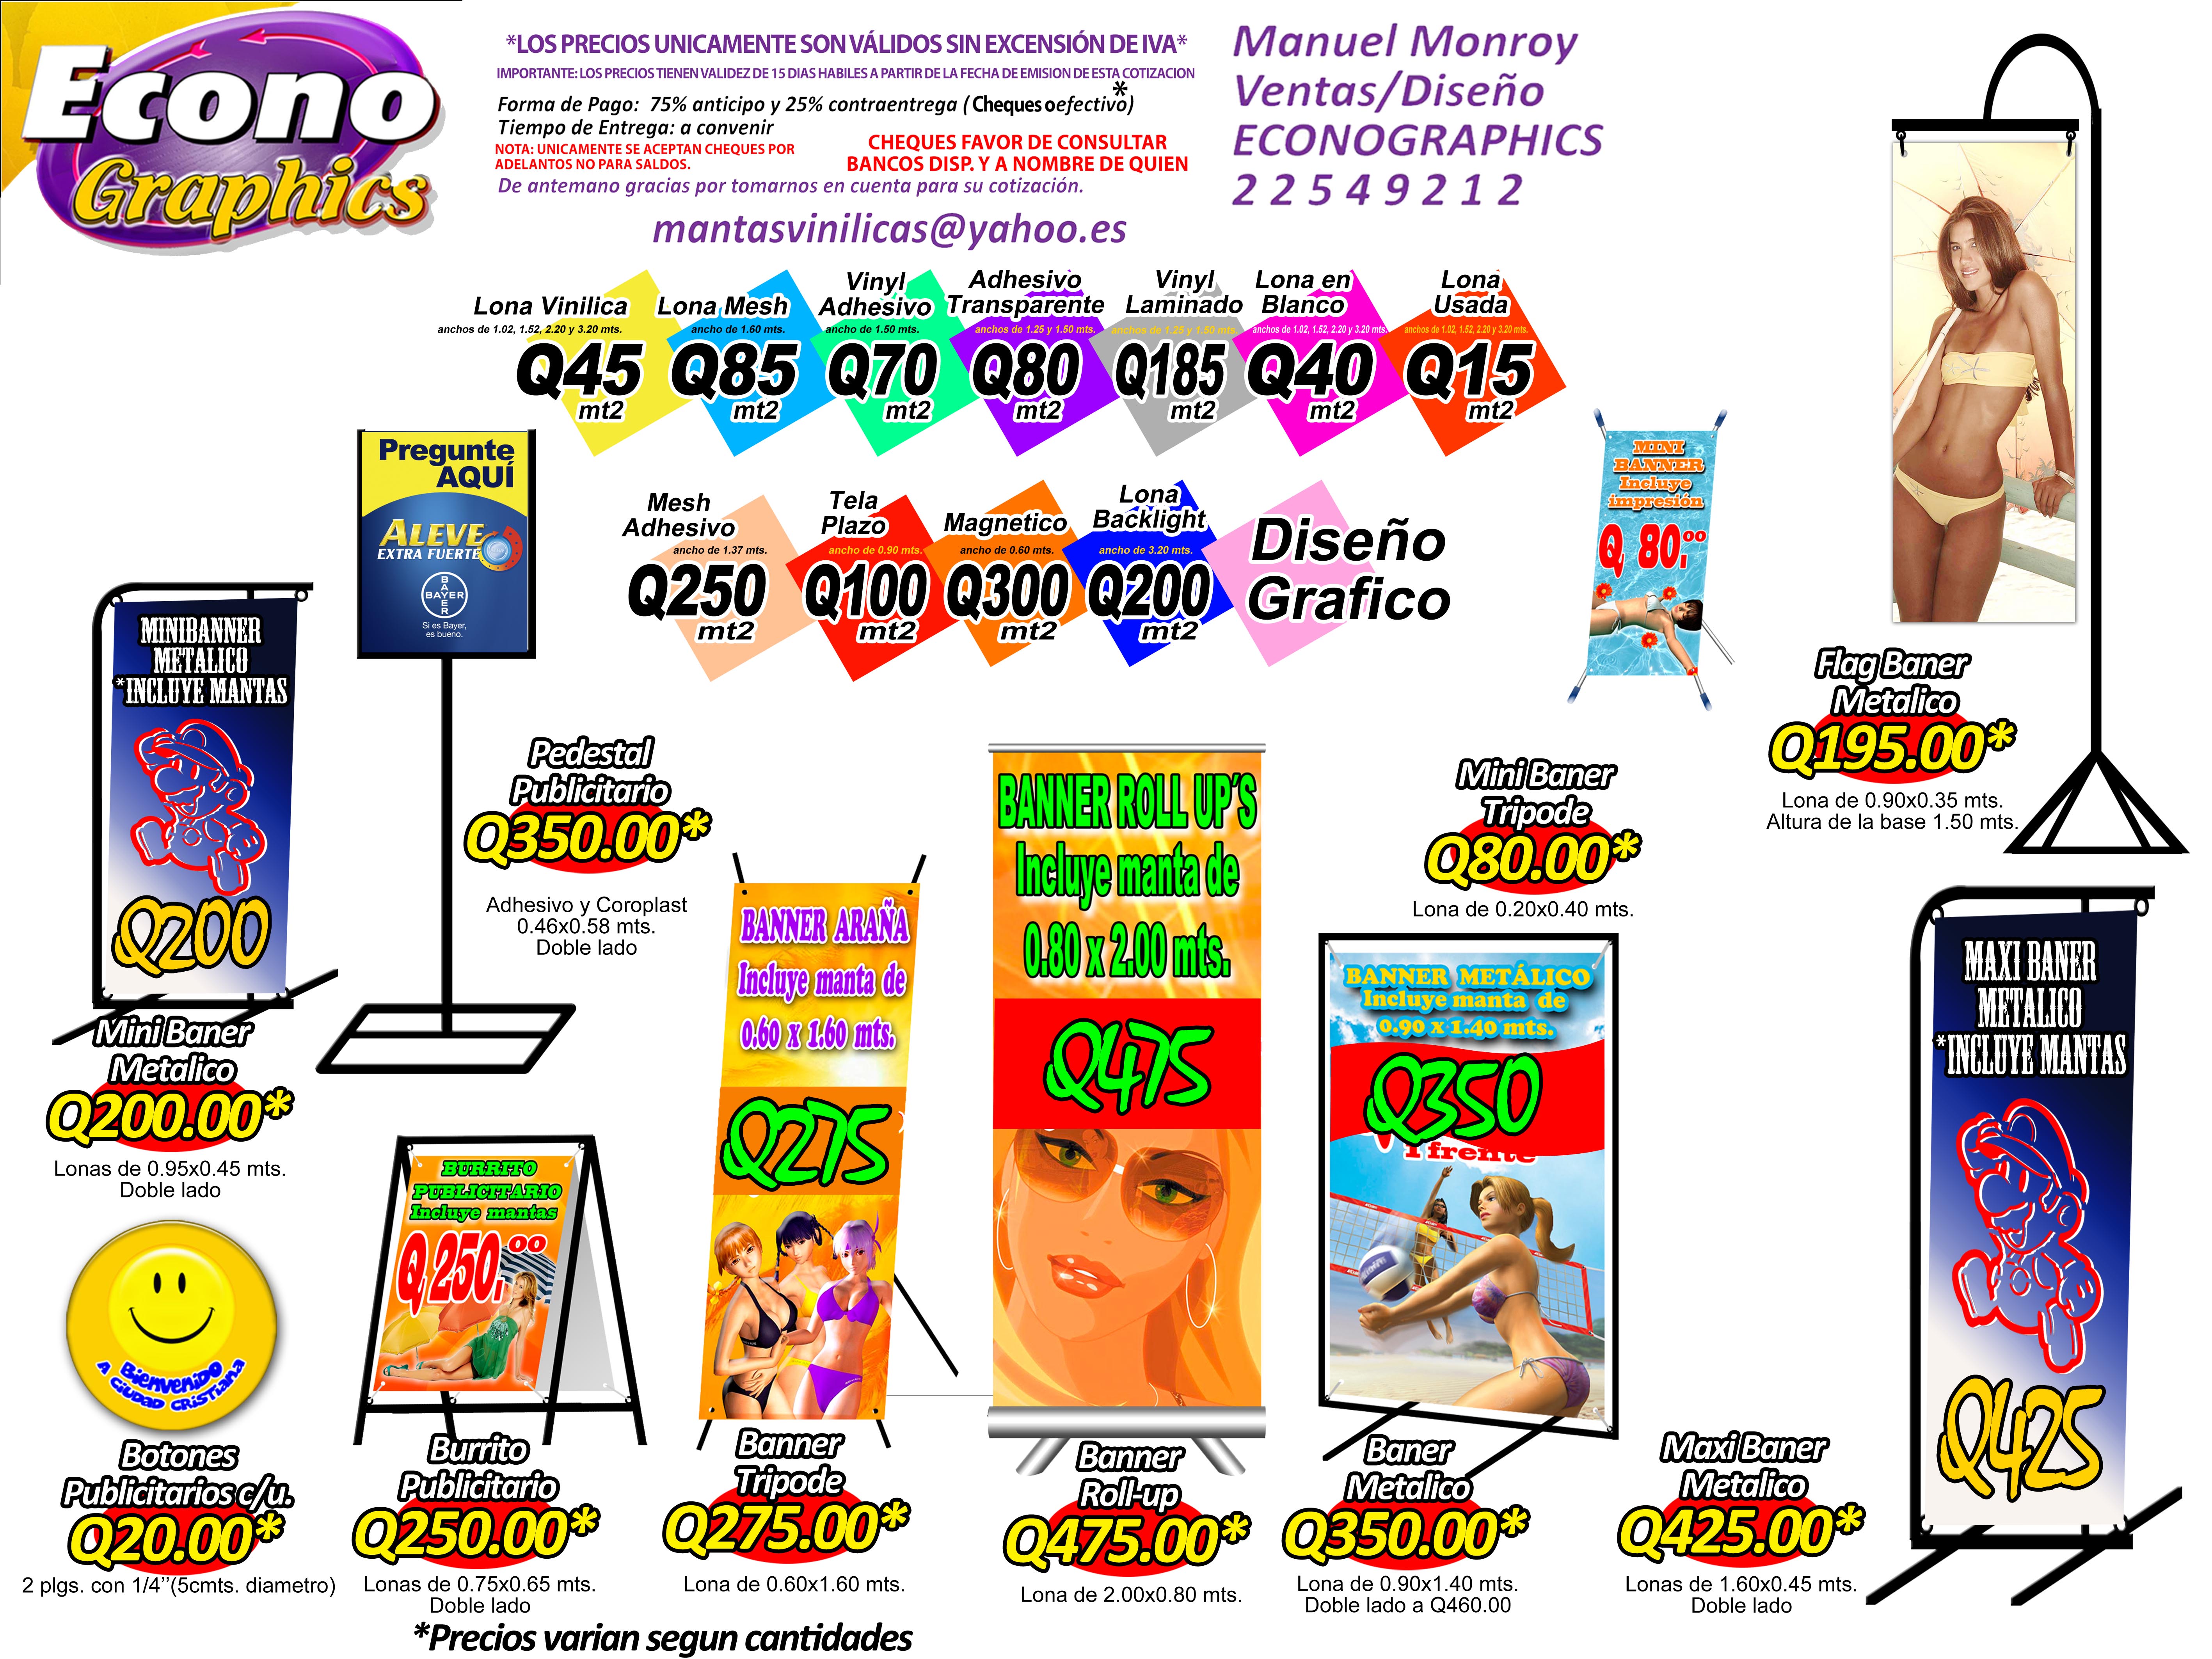 Econo
Graphics
*LOS PRECIOS UNICAMENTE SON VÁLIDOS SIN EXCENSIÓN DE IVA*
IMPORTANTE: LOS PRECIOS TIENEN VALIDEZ DE 15 DIAS HABILES A PARTIR DE LA FECHA DE EMISION DE ESTA COTIZACION
Forma de Pago: 75% anticipo y 25% contraentrega ( Cheques o efectivo*)
Tiempo de Entrega: a convenir
NOTA: UNICAMENTE SE ACEPTAN CHEQUES POR
ADELANTOS NO PARA SALDOS.
CHEQUES FAVOR DE CONSULTAR
BANCOS DISP. Y A NOMBRE DE QUIEN
De antemano gracias por tomarnos en cuenta para su cotización.
mantasvinilicas@yahoo.es
Manuel Monroy
Ventas/Diseño
ECONOGRAPHICS
2 2 5 4 9 2 1 2
Lona Vinilica
anchos de 1.02, 1.52, 2.20 y 3.20 mts.
Q45
mt2
Lona Mesh
ancho de 1.60 mts.
Q85
mt2
Vinyl
Adhesivo
ancho de 1.50 mts.
Q70
mt2
Adhesivo
Transparente
anchos de 1.25 y 1.50 mts.
Q80
mt2
Vinyl
Laminado
anchos de 1.25 y 1.50 mts.
Q185
mt2
Lona en
Blanco
anchos de 1.02, 1.52, 2.20 y 3.20 mts.
Q40
mt2
Lona
Usada
anchos de 1.02, 1.52, 2.20 y 3.20 mts.
Q15
mt2
Mesh
Adhesivo
ancho de 1.37 mts.
Q250
mt2
Tela
Plazo
ancho de 0.90 mts.
Q100
mt2
Magnetico
ancho de 0.60 mts.
Q300
mt2
Lona
Backlight
ancho de 3.20 mts.
Q200
mt2
Diseño
Grafico
Pregunte
AQUÍ
ALEVE
EXTRA FUERTE
BAYER
BAYER
Si es Bayer,
es bueno.
Pedestal
Publicitario
Q350.00*
Adhesivo y Coroplast
0.46x0.58 mts.
Doble lado
MINIBANNER
METALICO
*INCLUYE MANTAS
Q200
Mini Baner
Metalico
Q200.00*
Lonas de 0.95x0.45 mts.
Doble lado
MINI
BANNER
Incluye
impresión
Q 80.oo
Mini Baner
Tripode
Q80.00*
Lona de 0.20x0.40 mts.
Flag Baner
Metalico
Q195.00*
Lona de 0.90x0.35 mts.
Altura de la base 1.50 mts.
Bienvenido
A Ciudad Cristiana
Botones
Publicitarios c/u.
Q20.00*
2 plgs. con 1/4’’(5cmts. diametro)
BURRITO
PUBLICITARIO
Incluye mantas
Q 250.oo
Burrito
Publicitario
Q250.00*
Lonas de 0.75x0.65 mts.
Doble lado
BANNER ARAÑA
Incluye manta de
0.60 x 1.60 mts.
Q275
Banner
Tripode
Q275.00*
Lona de 0.60x1.60 mts.
BANNER ROLL UP´S
Incluye manta de
0.80 x 2.00 mts.
Q475
Banner
Roll-up
Q475.00*
Lona de 2.00x0.80 mts.
BANNER METÁLICO
Incluye manta de
0.90 x 1.40 mts.
Q350
1 frente
Baner
Metalico
Q350.00*
Lona de 0.90x1.40 mts.
Doble lado a Q460.00
MAXI BANER
METALICO
*INCLUYE MANTAS
Q425
Maxi Baner
Metalico
Q425.00*
Lonas de 1.60x0.45 mts.
Doble lado
*Precios varian segun cantidades